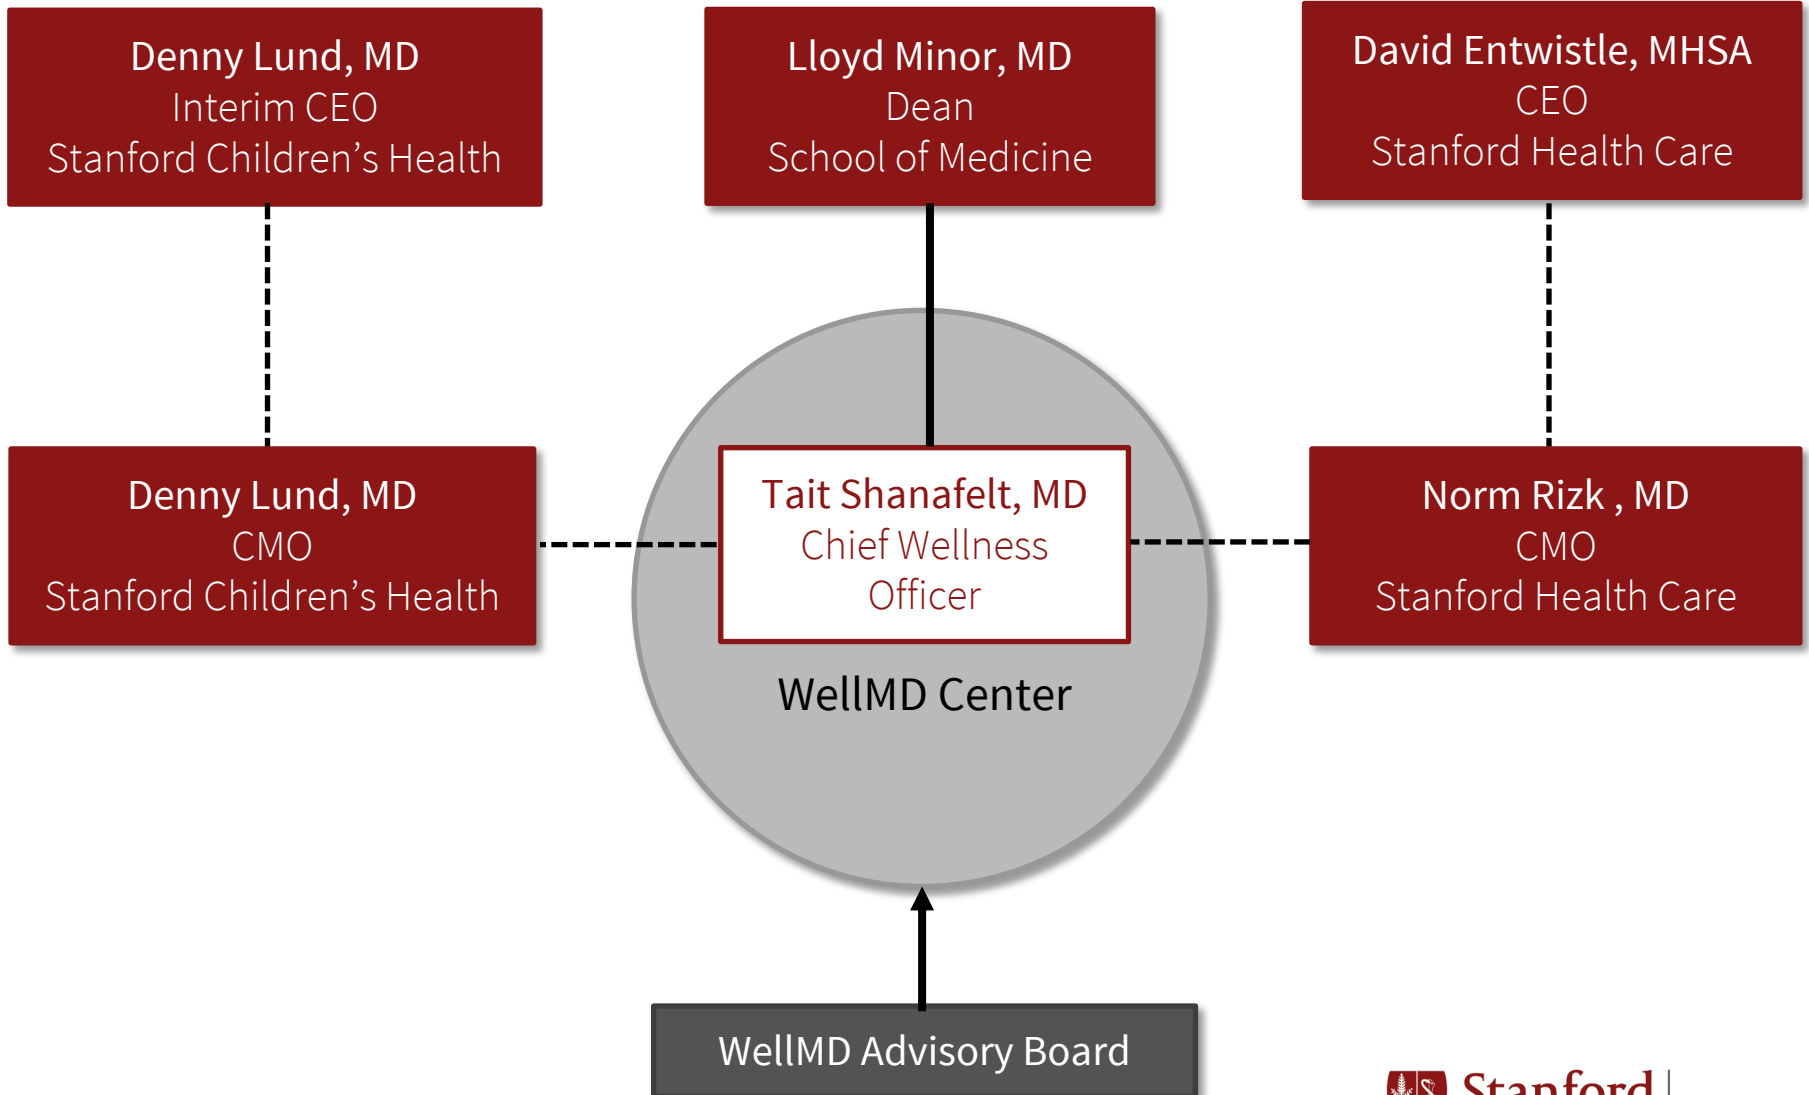 Denny Lund, MD
Interim CEO
Stanford Children’s Health
Lloyd Minor, MD
Dean
School of Medicine
David Entwistle, MHSA
CEO
Stanford Health Care
Denny Lund, MD
CMO
Stanford Children’s Health
Tait Shanafelt, MD
Chief Wellness
Officer
Norm Rizk , MD
CMO
Stanford Health Care
WellMD Center
WellMD Advisory Board
Stanford